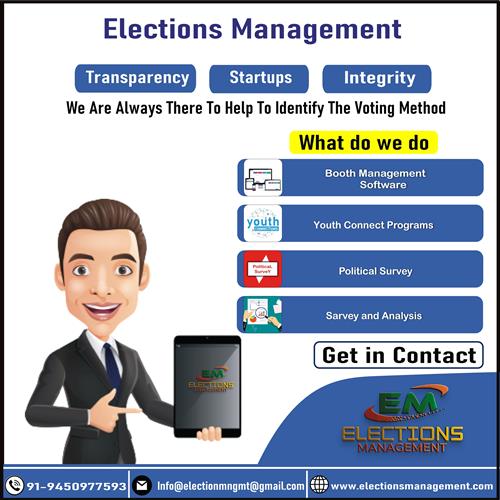 Elections Management
Transparency Startups Integrity
We Are Always There To Help To Identify The Voting Method
What do we do
Booth Management
Software
youth
Youth Connect Programs
Political
Survey
Political Survey
Sarvey and Analysis
Get in Contact
EM
ELECTIONS
MANAGEMENT
EM
ELECTIONS
MANAGEMENT
91-9450977593 Info@electionmngmt@gmail.com www.electionsmanagement.com